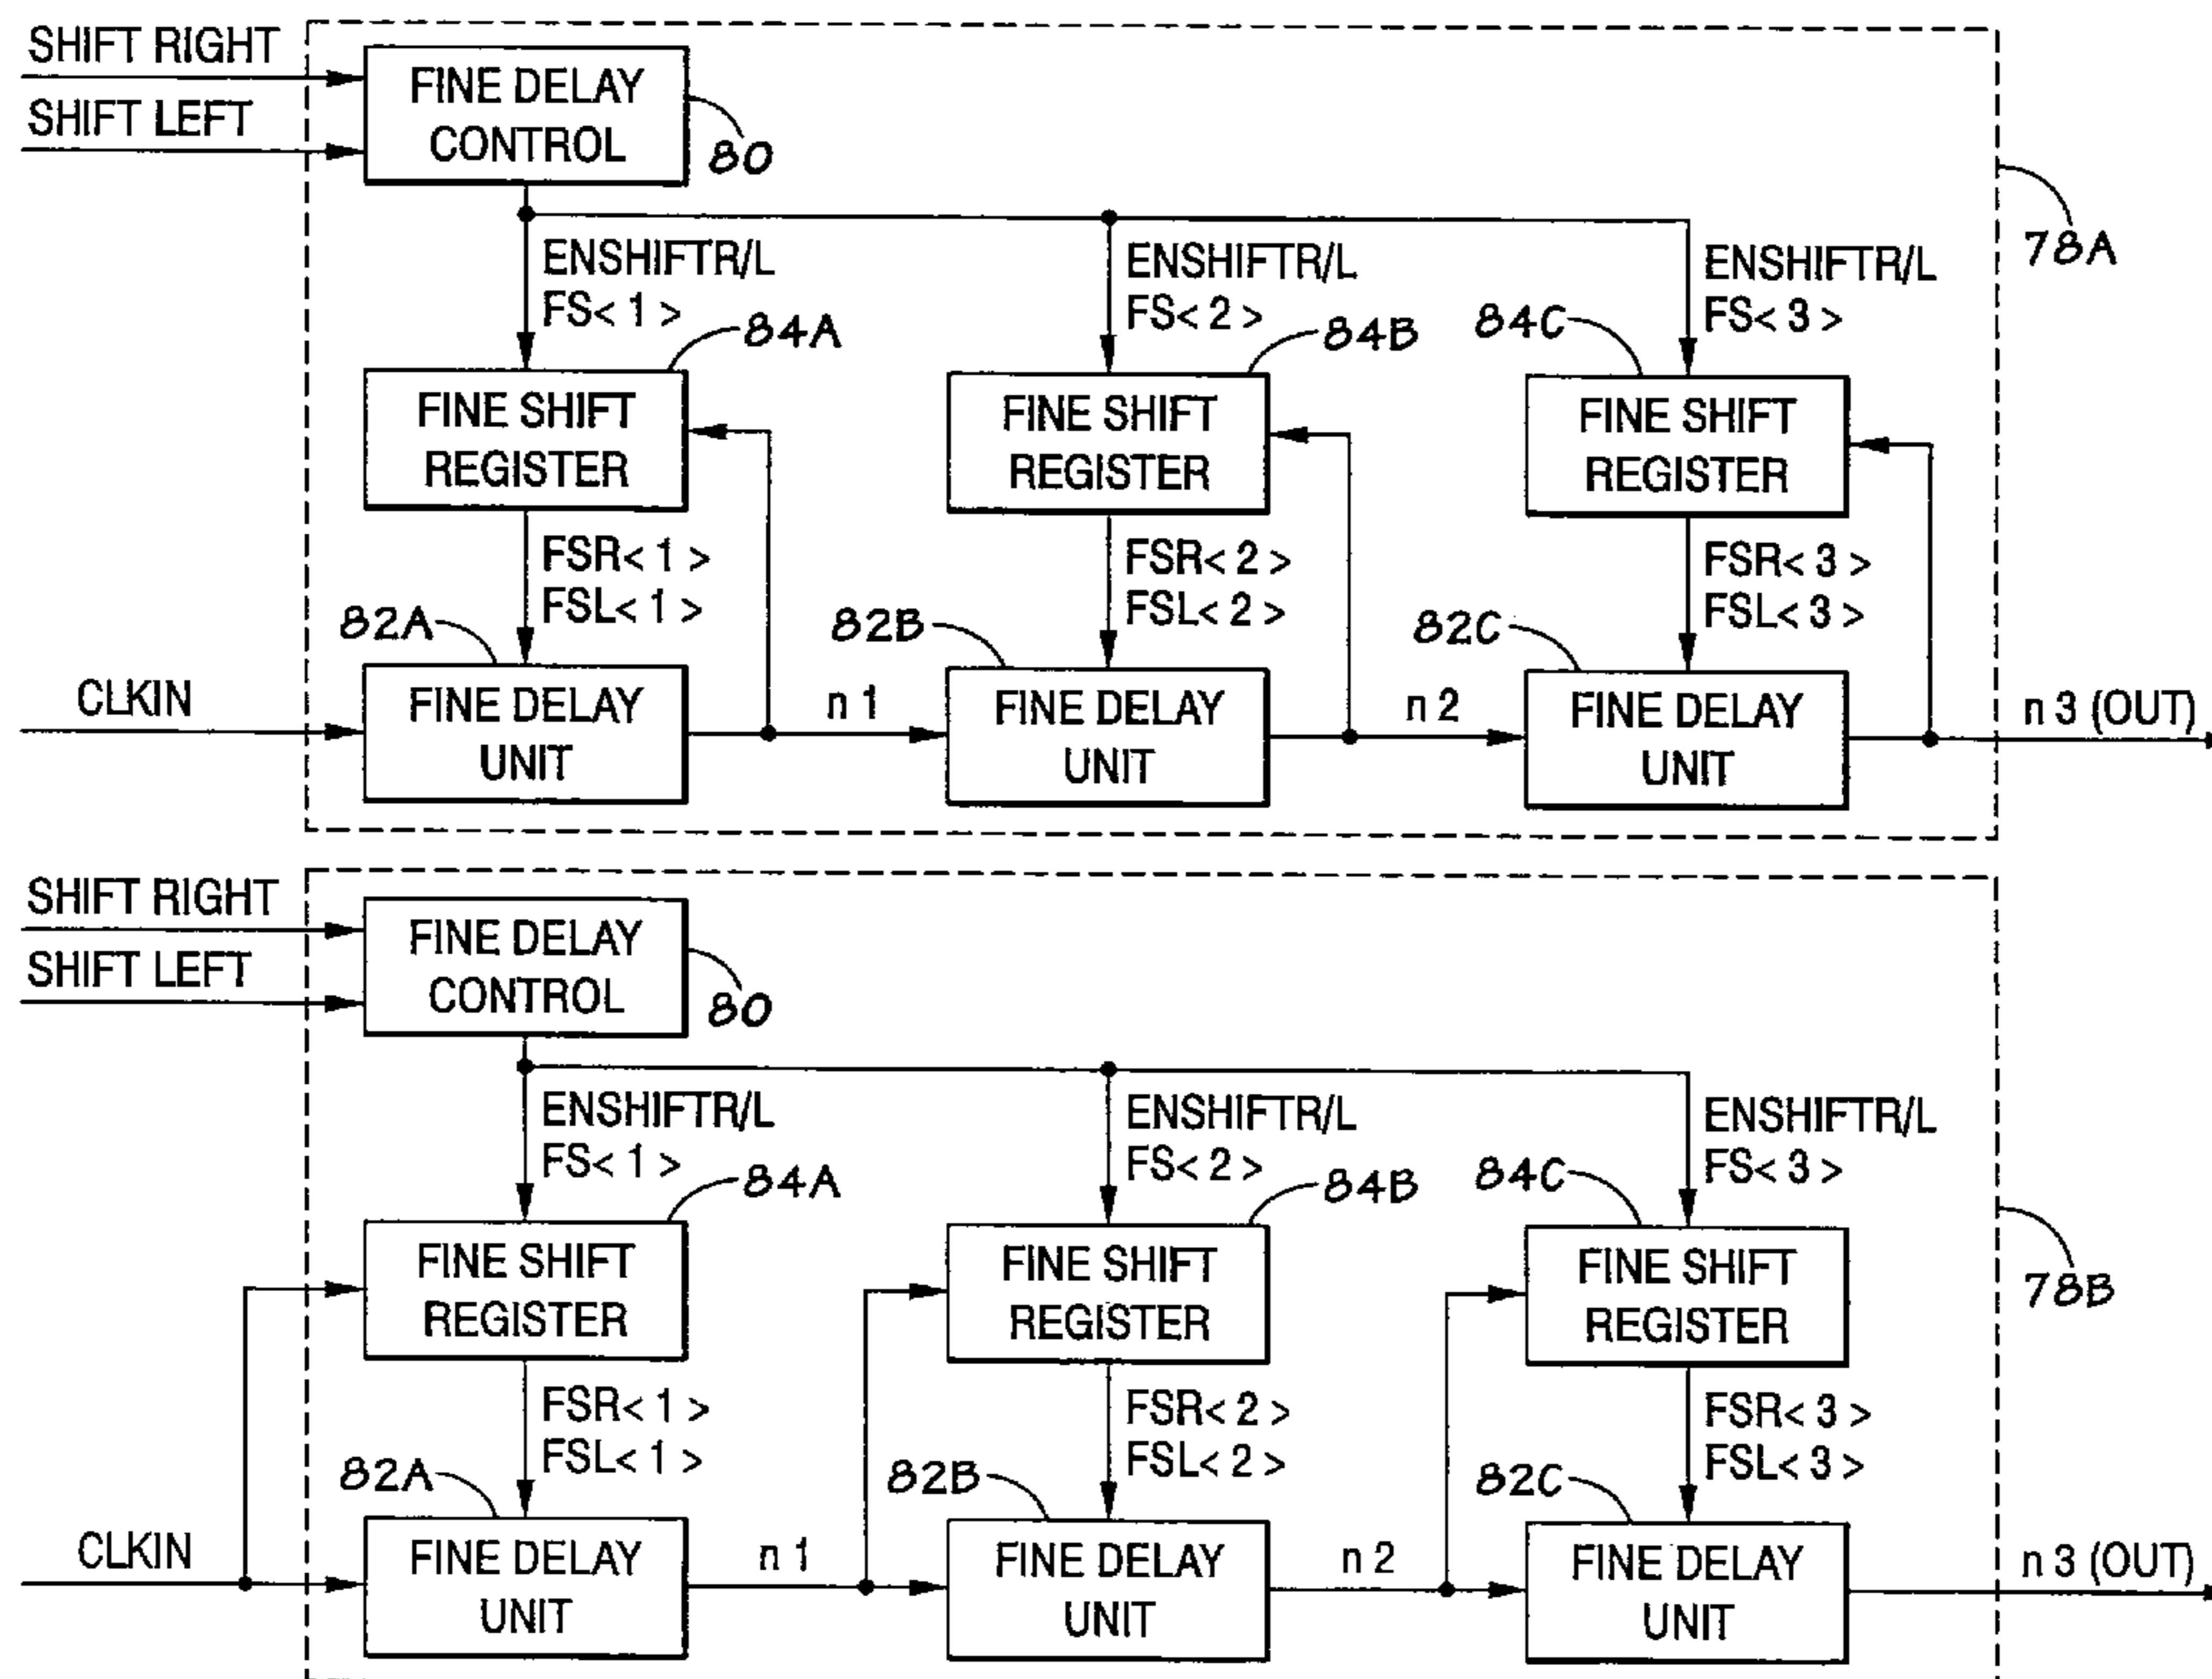 SHIFT RIGHT
SHIFT LEFT
FINE DELAY
CONTROL
80
78A
ENSHIFTR/L
FS< 1 >
ENSHIFTR/L
FS< 2 >
ENSHIFTR/L
FS< 3 >
84A
84B
84C
FINE SHIFT
REGISTER
FINE SHIFT
REGISTER
FINE SHIFT
REGISTER
FSR< 1 >
FSL< 1 >
FSR< 2 >
FSL< 2 >
FSR< 3 >
FSL< 3 >
82A
82B
82C
CLKIN
FINE DELAY
UNIT
n 1
FINE DELAY
UNIT
n 2
FINE DELAY
UNIT
n 3 (OUT)
SHIFT RIGHT
SHIFT LEFT
FINE DELAY
CONTROL
80
78B
ENSHIFTR/L
FS< 1 >
ENSHIFTR/L
FS< 2 >
ENSHIFTR/L
FS< 3 >
84A
84B
84C
FINE SHIFT
REGISTER
FINE SHIFT
REGISTER
FINE SHIFT
REGISTER
FSR< 1 >
FSL< 1 >
FSR< 2 >
FSL< 2 >
FSR< 3 >
FSL< 3 >
82A
82B
82C
CLKIN
FINE DELAY
UNIT
n 1
FINE DELAY
UNIT
n 2
FINE DELAY
UNIT
n 3 (OUT)